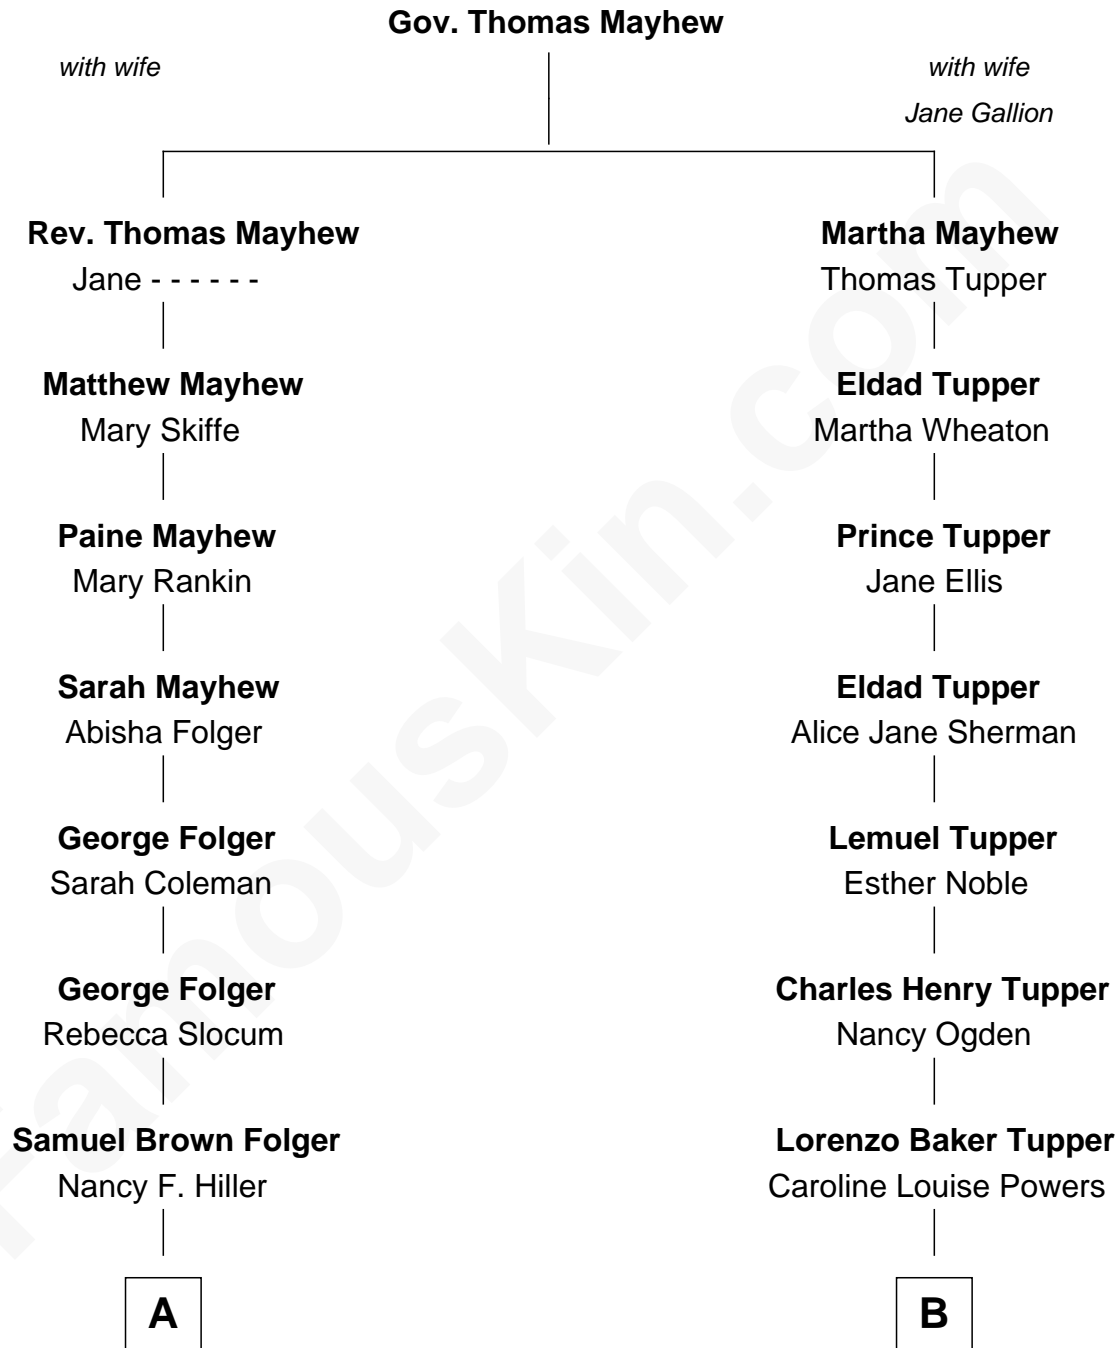 Gov. Thomas Mayhew
with wife
with wife
Jane Gallion
Rev. Thomas Mayhew
Jane - - - - - -
Martha Mayhew
Thomas Tupper
Matthew Mayhew
Mary Skiffe
Eldad Tupper
Martha Wheaton
Paine Mayhew
Mary Rankin
Prince Tupper
Jane Ellis
Sarah Mayhew
Abisha Folger
Eldad Tupper
Alice Jane Sherman
George Folger
Sarah Coleman
Lemuel Tupper
Esther Noble
George Folger
Rebecca Slocum
Charles Henry Tupper
Nancy Ogden
Samuel Brown Folger
Nancy F. Hiller
Lorenzo Baker Tupper
Caroline Louise Powers
A
B
FamousKin.com